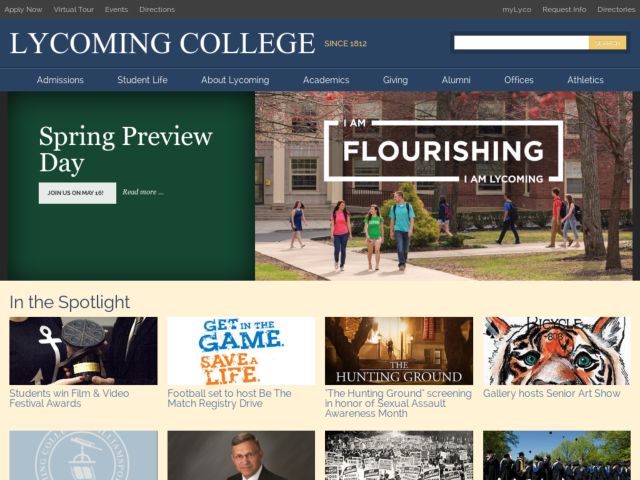 Apply Now Virtual Tour Events Directions myLyco Request Info Directories
LYCOMING COLLEGE SINCE 1812
SEARCH
Admissions Student Life About Lycoming Academics Giving Alumni Offices Athletics
Spring Preview
Day
JOIN US ON MAY 16! Read more ...
I AM
FLOURISHING
I AM LYCOMING
In the Spotlight
GET IN THE
GAME.
SAVE A
LIFE.
THE
HUNTING GROUND
BICYCLE
Students win Film & Video
Festival Awards
Football set to host Be The
Match Registry Drive
"The Hunting Ground" screening
in honor of Sexual Assault
Awareness Month
Gallery hosts Senior Art Show